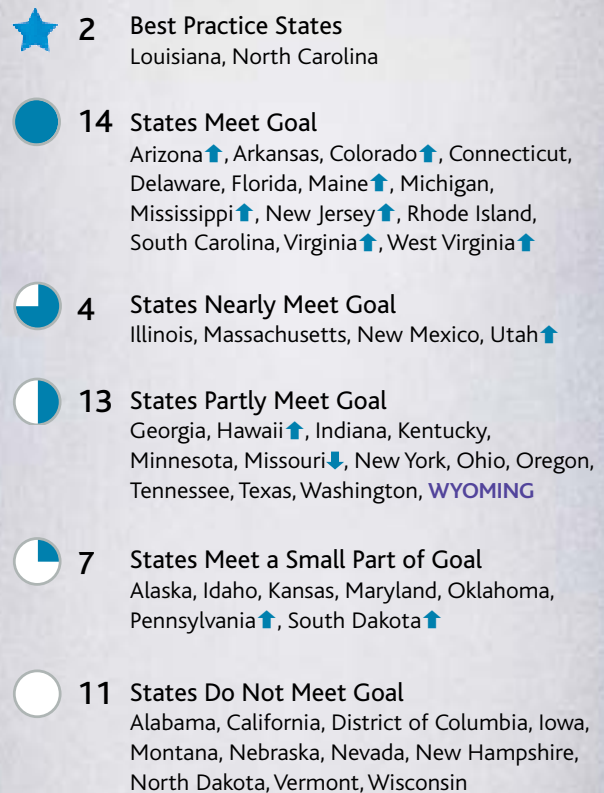 2 Best Practice States
Louisiana, North Carolina
14 States Meet Goal
Arizona⬆, Arkansas, Colorado⬆, Connecticut,
Delaware, Florida, Maine⬆, Michigan,
Mississippi⬆, New Jersey⬆, Rhode Island,
South Carolina, Virginia⬆, West Virginia⬆
4 States Nearly Meet Goal
Illinois, Massachusetts, New Mexico, Utah⬆
13 States Partly Meet Goal
Georgia, Hawaii⬆, Indiana, Kentucky,
Minnesota, Missouri⬇, New York, Ohio, Oregon,
Tennessee, Texas, Washington, WYOMING
7 States Meet a Small Part of Goal
Alaska, Idaho, Kansas, Maryland, Oklahoma,
Pennsylvania⬆, South Dakota⬆
11 States Do Not Meet Goal
Alabama, California, District of Columbia, Iowa,
Montana, Nebraska, Nevada, New Hampshire,
North Dakota, Vermont, Wisconsin